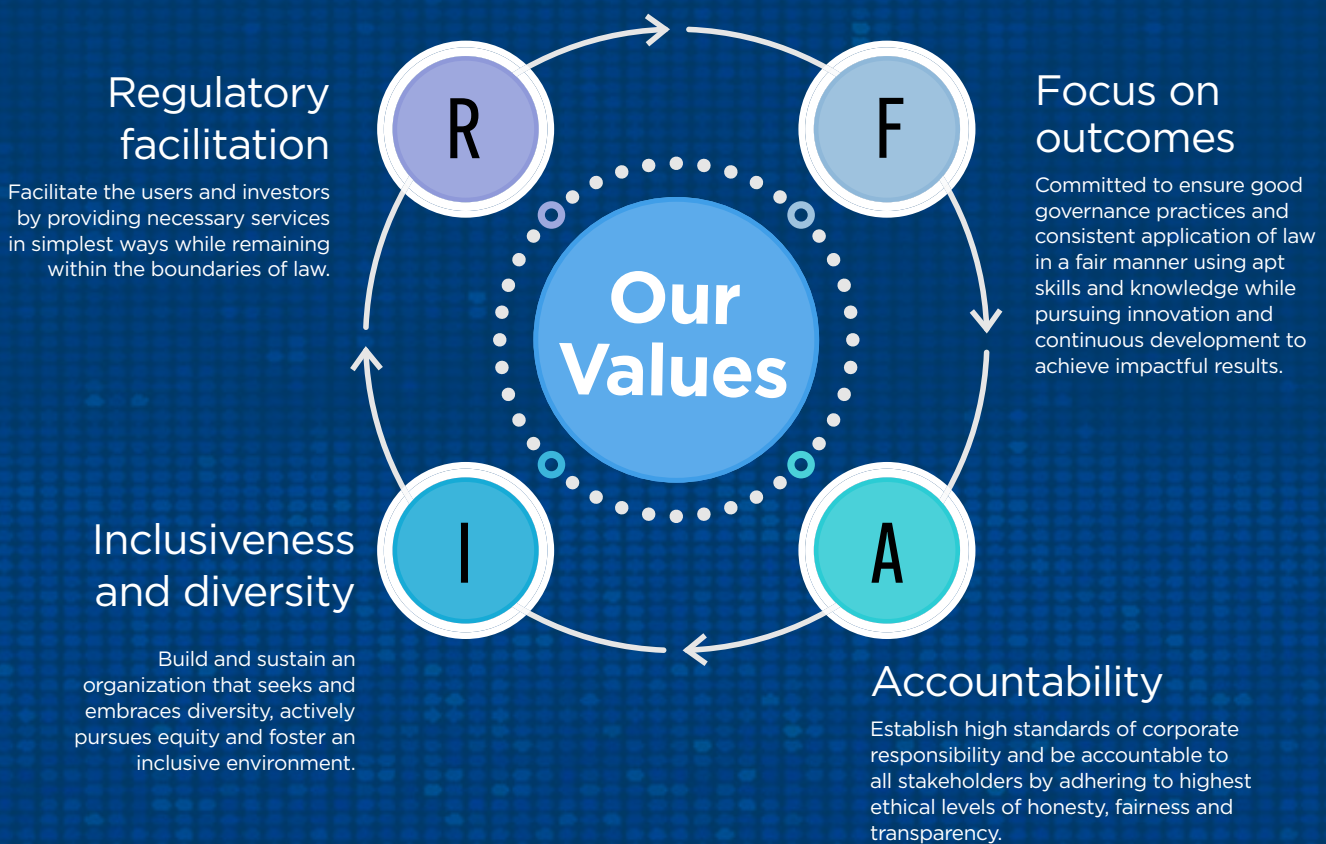 R
Regulatory
facilitation
Facilitate the users and investors
by providing necessary services
in simplest ways while remaining
within the boundaries of law.
F
Focus on
outcomes
Committed to ensure good
governance practices and
consistent application of law
in a fair manner using apt
skills and knowledge while
pursuing innovation and
continuous development to
achieve impactful results.
Our
Values
I
Inclusiveness
and diversity
Build and sustain an
organization that seeks and
embraces diversity, actively
pursues equity and foster an
inclusive environment.
A
Accountability
Establish high standards of corporate
responsibility and be accountable to
all stakeholders by adhering to highest
ethical levels of honesty, fairness and
transparency.